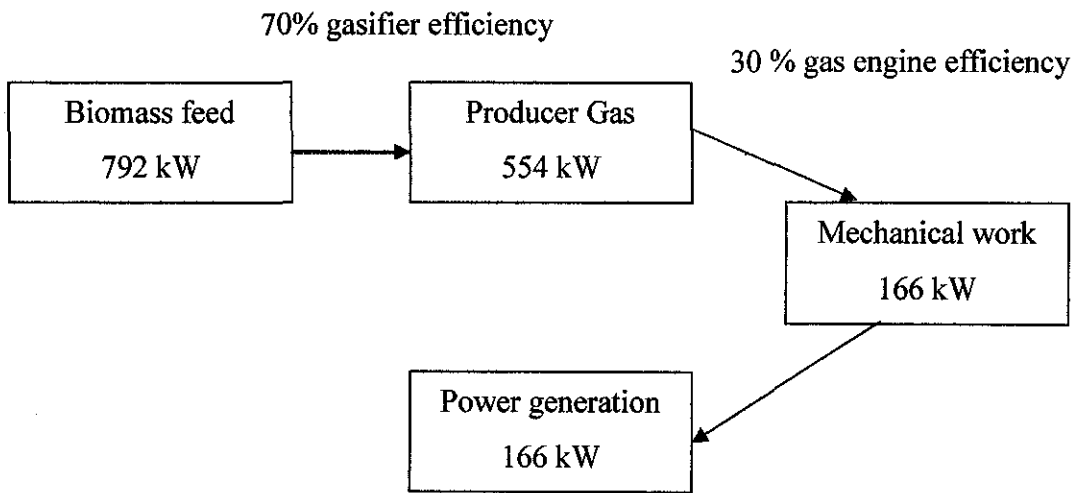 70% gasifier efficiency
30 % gas engine efficiency
Biomass feed
792 kW
Producer Gas
554 kW
Mechanical work
166 kW
Power generation
166 kW